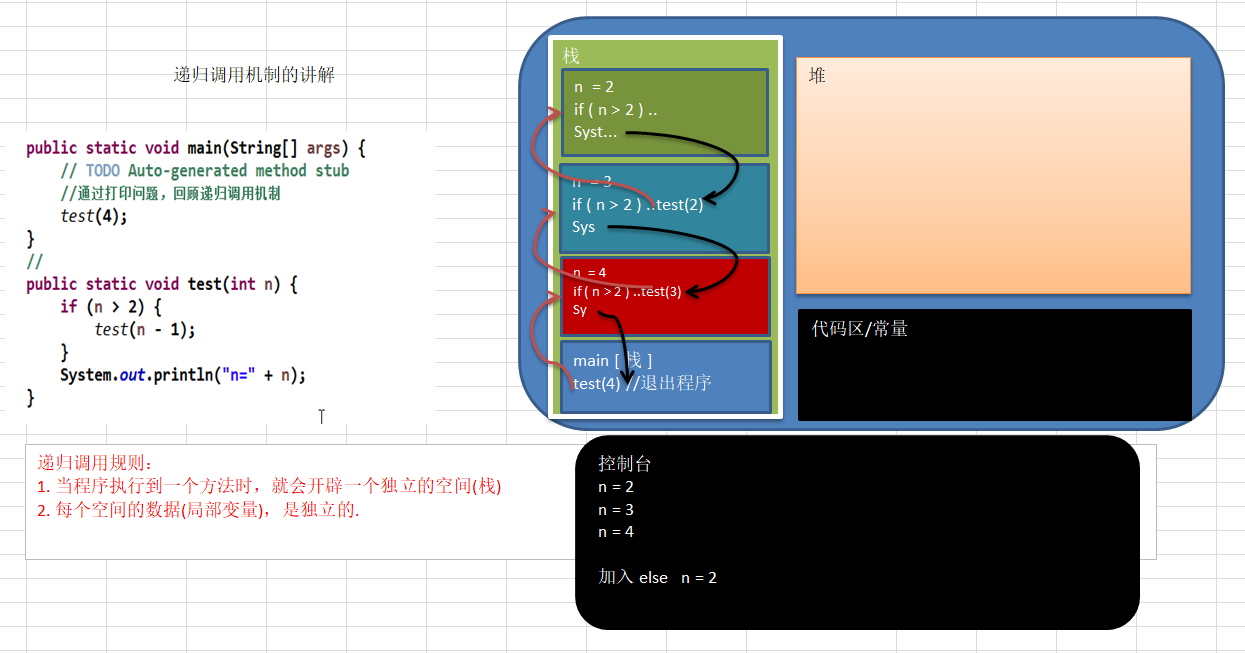 递归调用机制的讲解
public static void main(String[] args) {
// TODO Auto-generated method stub
//通过打印问题，回顾递归调用机制
test(4);
}
//
public static void test(int n) {
if (n > 2) {
test(n - 1);
}
System.out.println("n=" + n);
}
栈
n = 2
if ( n > 2 ) ..
Syst...
n = 3
if ( n > 2 ) ..test(2)
Sys
n = 4
if ( n > 2 ) ..test(3)
Sy
main [ 栈 ]
test(4) //退出程序
堆
代码区/常量
递归调用规则：
1. 当程序执行到一个方法时，就会开辟一个独立的空间(栈)
2. 每个空间的数据(局部变量)，是独立的.
控制台
n = 2
n = 3
n = 4
加入 else n = 2